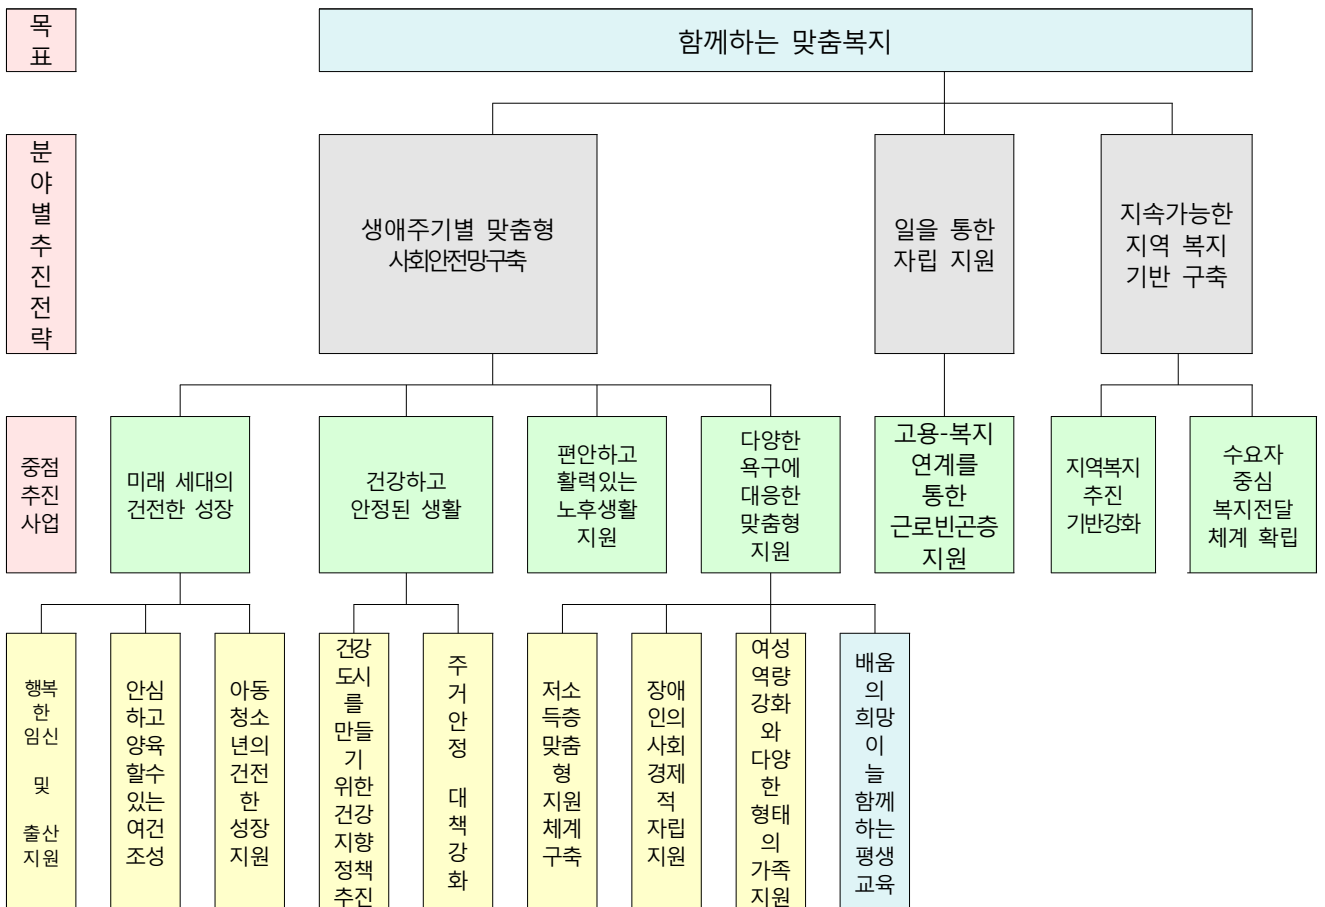 목
표
함께하는 맞춤복지
분
야
별
추
진
전
략
생애주기별 맞춤형
사회안전망구축
일을 통한
자립 지원
지속가능한
지역 복지
기반 구축
중점
추진
사업
미래 세대의
건전한 성장
건강하고
안정된 생활
편안하고
활력있는
노후생활
지원
다양한
욕구에
대응한
맞춤형
지원
고용-복지
연계를
통한
근로빈곤층
지원
지역복지
추진
기반강화
수요자
중심
복지전달
체계 확립
행복
한
임신
및
출산
지원
안심
하고
양육
할수
있는
여건
조성
아동
청소
년의
건전
한
성장
지원
건강
도시
를
만들
기
위한
건강
지향
정책
추진
주
거
안
정
대
책
강
화
저소
득층
맞춤
형
지원
체계
구축
장애
인의
사회
경제
적
자립
지원
여성
역량
강화
와
다양
한
형태
의
가족
지원
배움
의
희망
이
늘
함께
하는
평생
교육